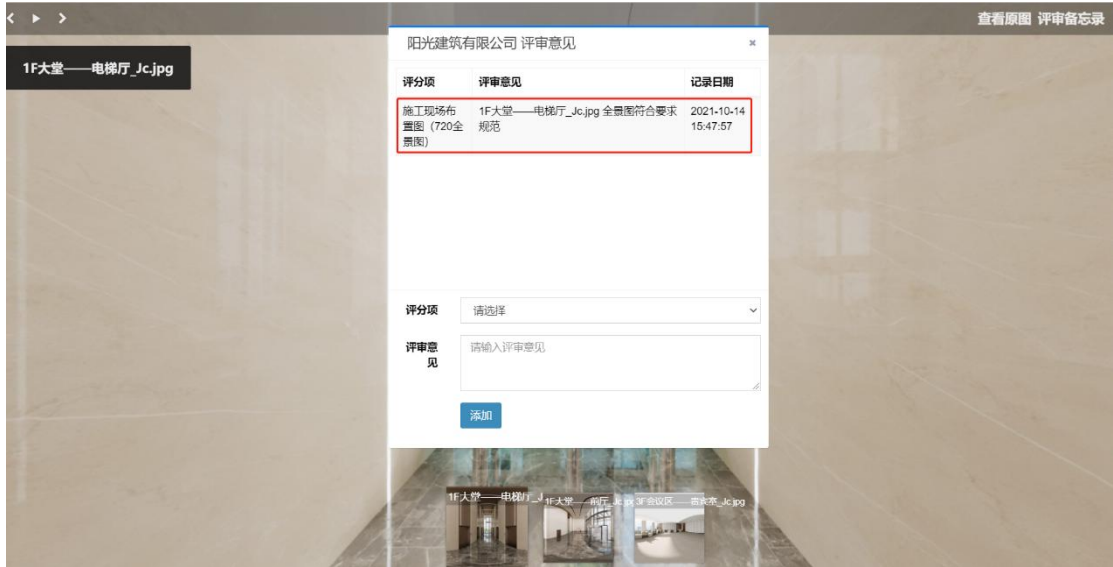 查看原图 评审备忘录
1F大堂——电梯厅_Jc.jpg
阳光建筑有限公司 评审意见
评分项 评审意见 记录日期
施工现场布 1F大堂——电梯厅_Jc.jpg 全景图符合要求 2021-10-14
置图（720全 规范 15:47:57
景图）
评分项 请选择
评审意 请输入评审意见
见
添加
1F大堂——电梯厅_J 1F大堂——前厅_Jc.jp 3F会议区——贵宾室_Jc.jpg